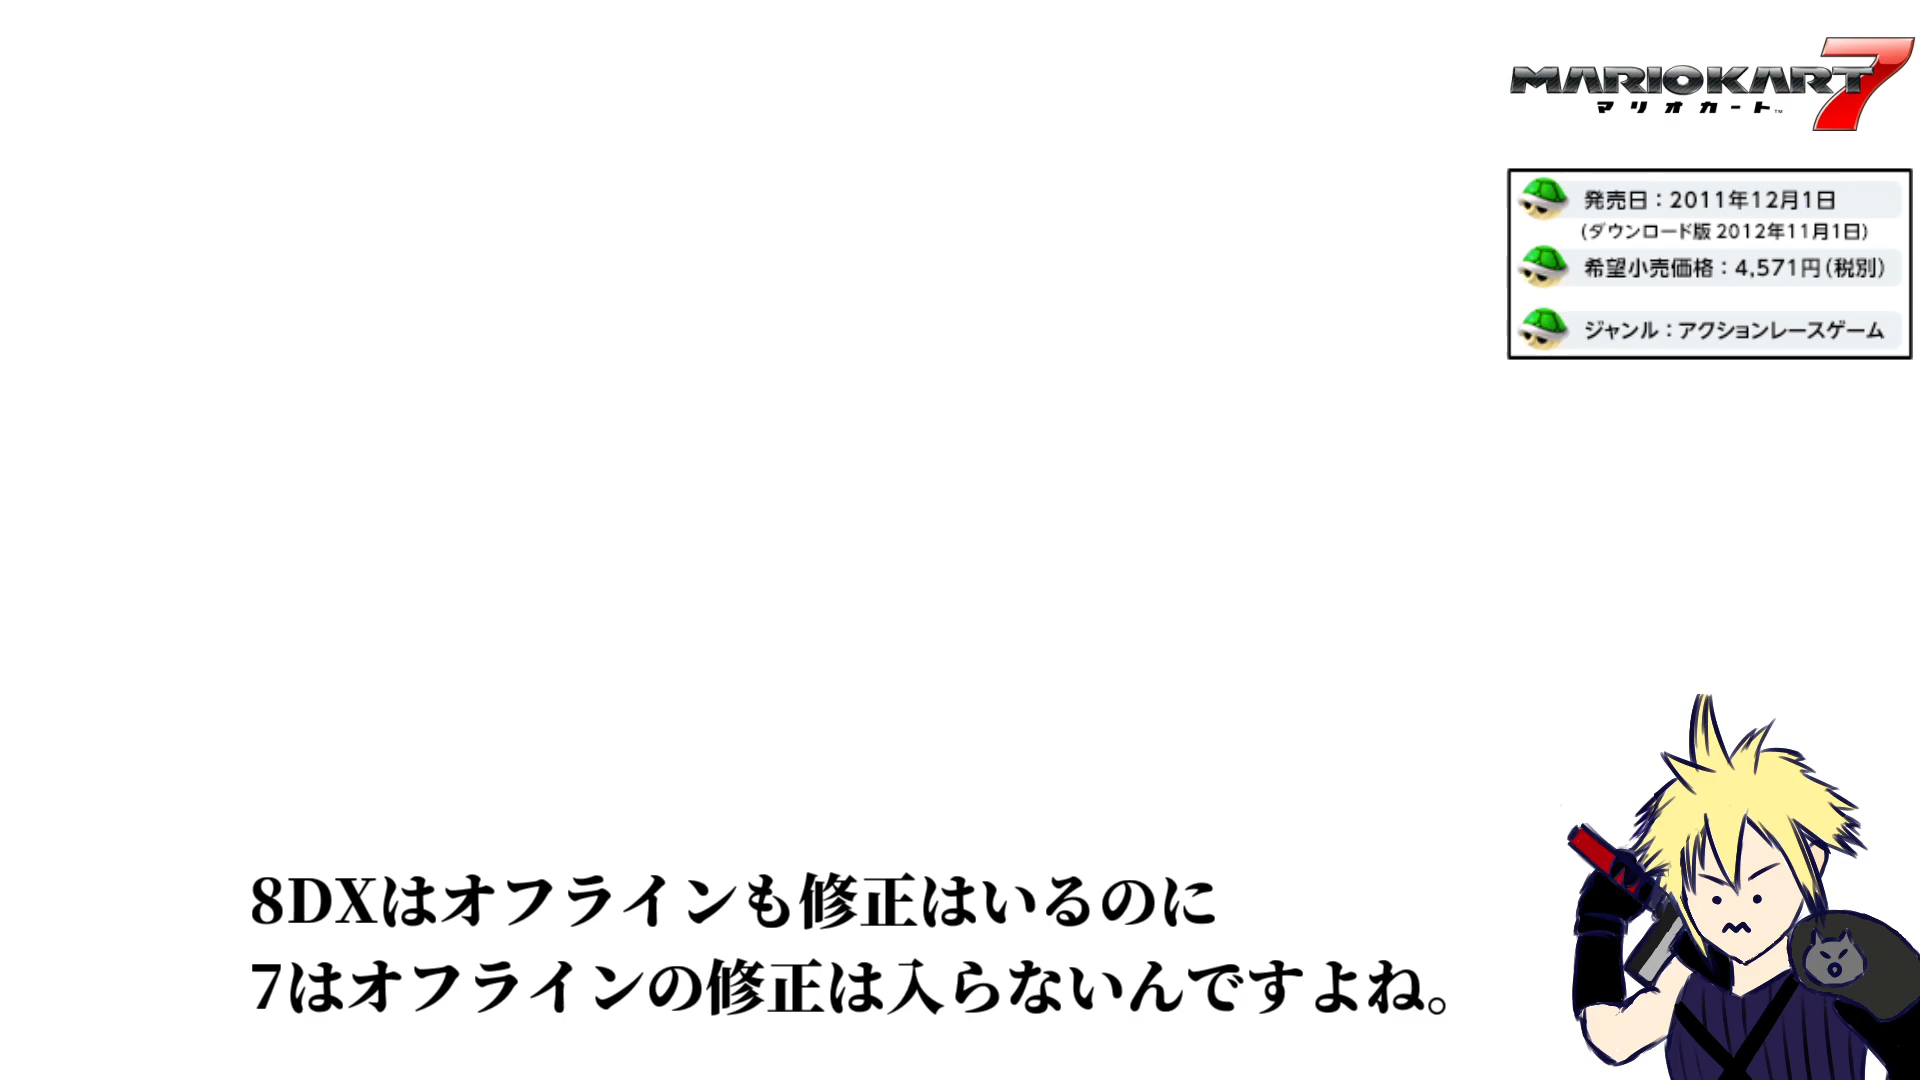 MARIOKART7
マリオカート™
発売日：2011年12月1日
(ダウンロード版 2012年11月1日)
希望小売価格：4,571円(税別)
ジャンル：アクションレースゲーム
8DXはオフラインも修正はいるのに
7はオフラインの修正は入らないんですよね。